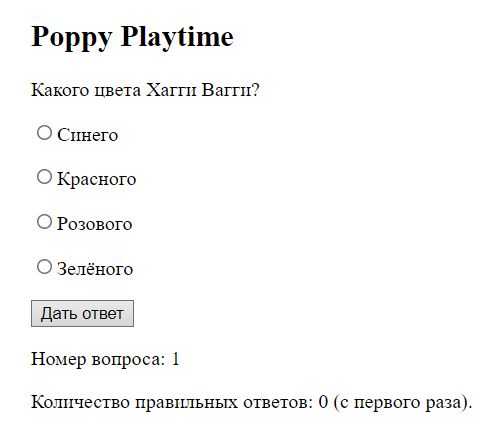 Poppy Playtime
Какого цвета Хагги Вагги?
Синего
Красного
Розового
Зелёного
Дать ответ
Номер вопроса: 1
Количество правильных ответов: 0 (с первого раза).